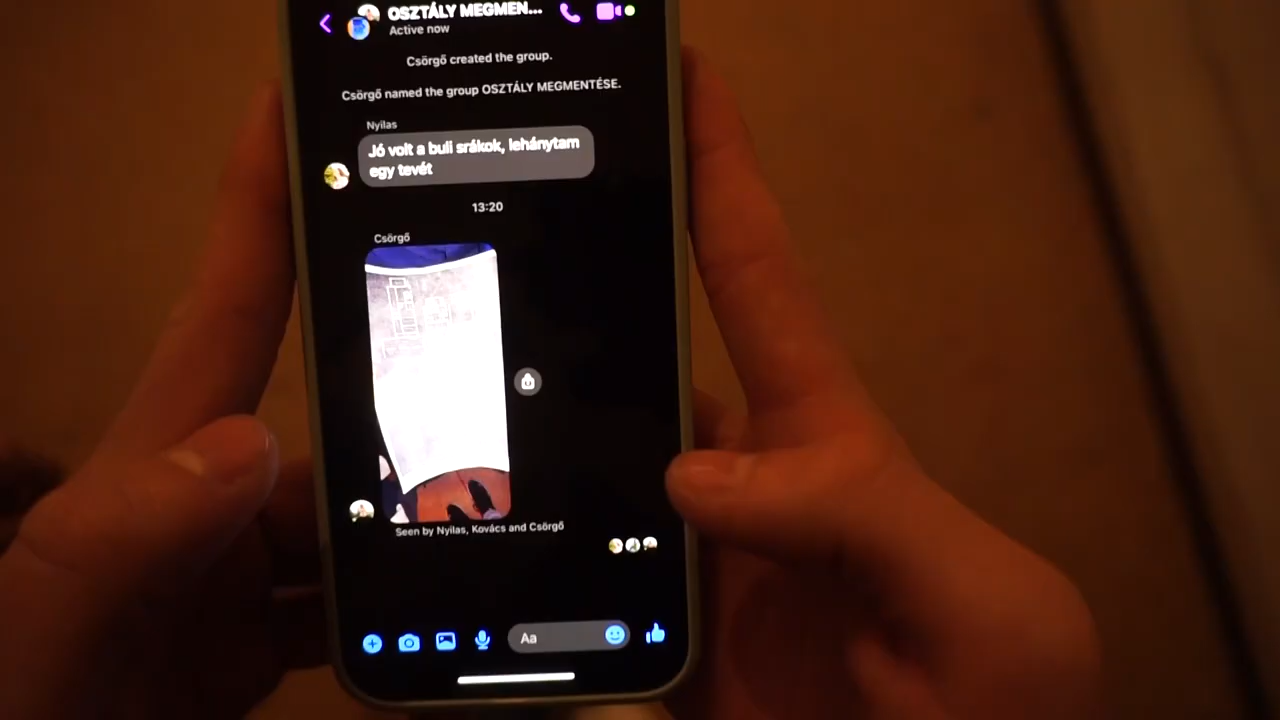 OSZTÁLY MEGMEN...
Active now
Csörgő created the group.
Csörgő named the group OSZTÁLY MEGMENTÉSE.
Nyilas
Jó volt a buli srákok, lehánytam
egy tevét
13:20
Csörgő
Seen by Nyilas, Kovács and Csörgő
Aa